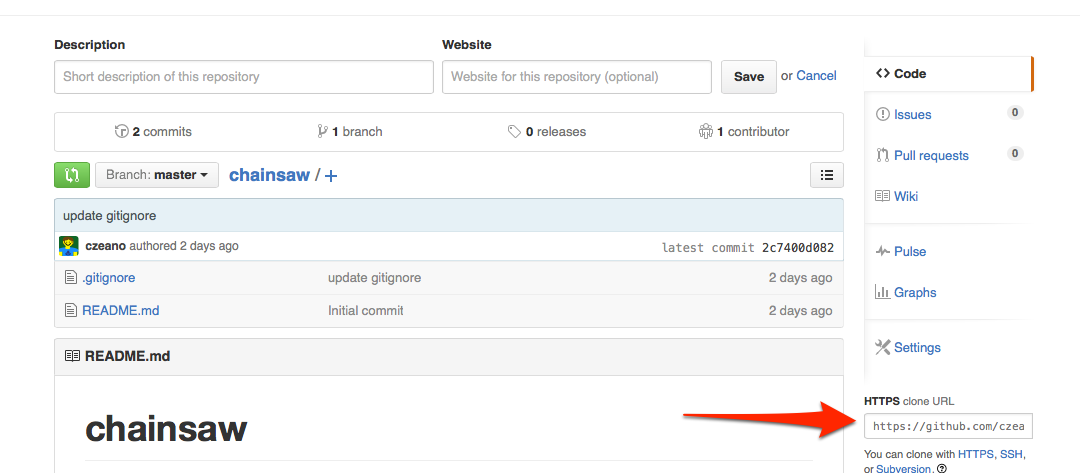 Description
Website
Short description of this repository
Website for this repository (optional)
Save or Cancel
2 commits
1 branch
0 releases
1 contributor
Branch: master
chainsaw / +
update gitignore
czeano authored 2 days ago
latest commit 2c7400d082
.gitignore
update gitignore
2 days ago
README.md
Initial commit
2 days ago
README.md
chainsaw
Code
Issues 0
Pull requests 0
Wiki
Pulse
Graphs
Settings
HTTPS clone URL
https://github.com/czea
You can clone with HTTPS, SSH,
or Subversion.